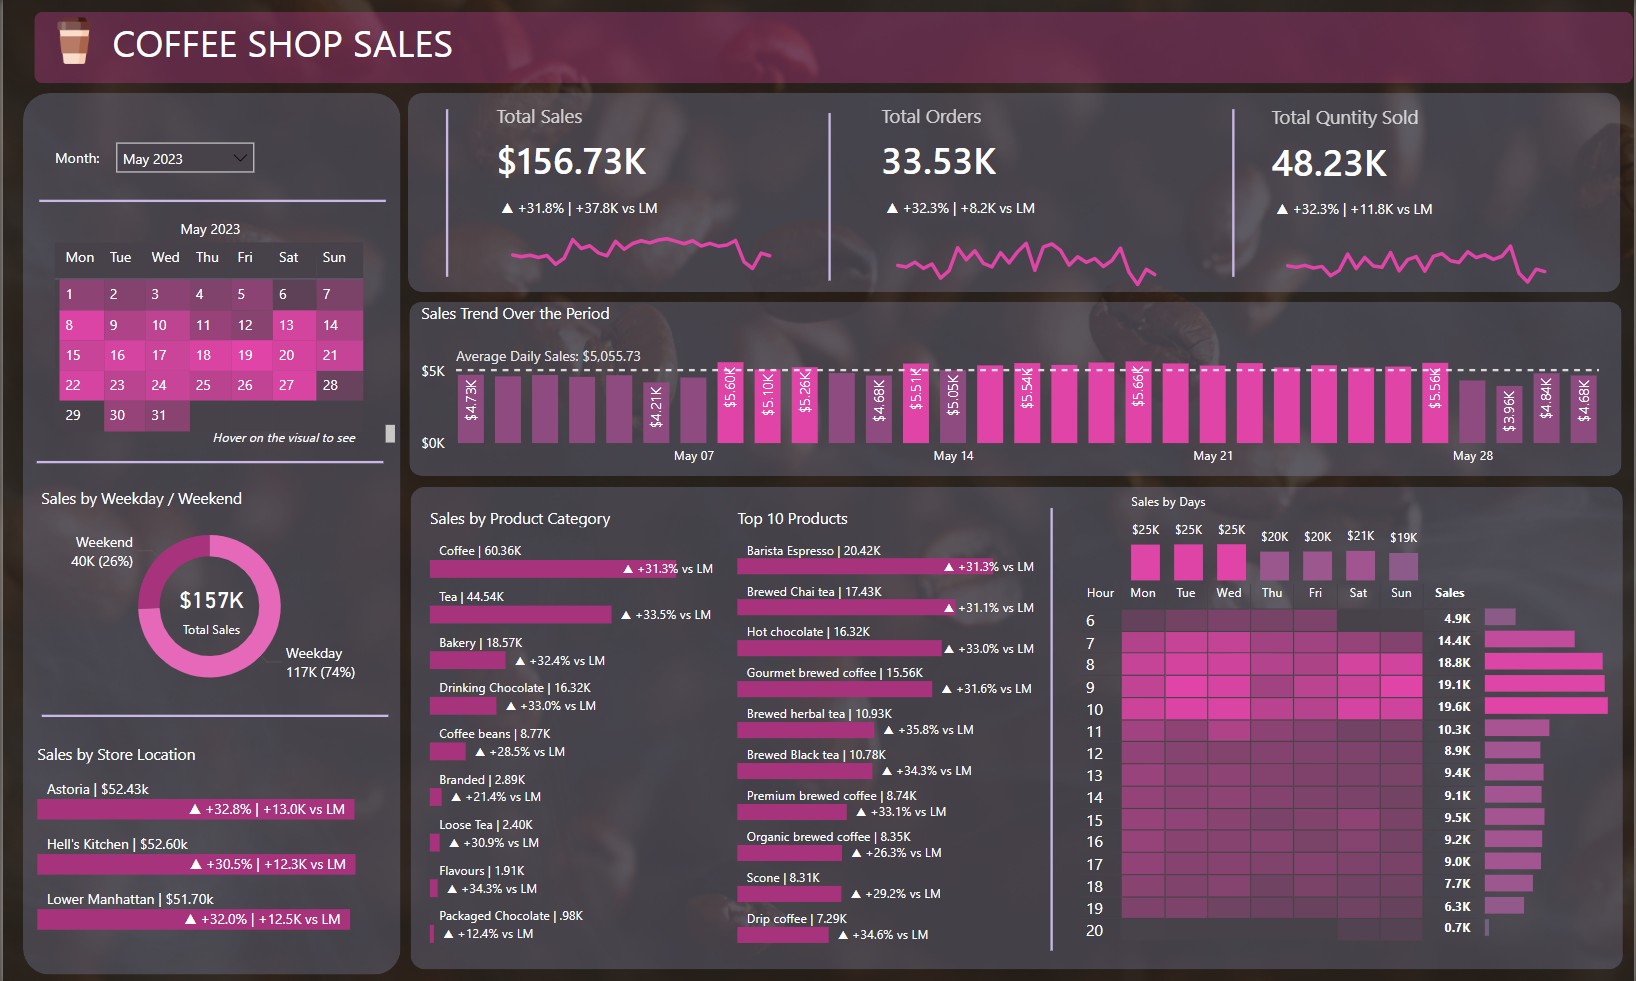 COFFEE SHOP SALES
Month:
May 2023
May 2023
Mon Tue Wed Thu Fri Sat Sun
1 2 3 4 5 6 7
8 9 10 11 12 13 14
15 16 17 18 19 20 21
22 23 24 25 26 27 28
29 30 31
Hover on the visual to see
Sales by Weekday / Weekend
Weekend
40K (26%)
$157K
Total Sales
Weekday
117K (74%)
Sales by Store Location
Astoria | $52.43k
▲ +32.8% | +13.0K vs LM
Hell's Kitchen | $52.60k
▲ +30.5% | +12.3K vs LM
Lower Manhattan | $51.70k
▲ +32.0% | +12.5K vs LM
Total Sales
$156.73K
▲ +31.8% | +37.8K vs LM
Total Orders
33.53K
▲ +32.3% | +8.2K vs LM
Total Quntity Sold
48.23K
▲ +32.3% | +11.8K vs LM
Sales Trend Over the Period
Average Daily Sales: $5,055.73
$5K
$0K
$4.73K
$4.21K
$5.60K
$5.10K
$5.26K
$4.68K
$5.51K
$5.05K
$5.54K
$5.66K
$5.56K
$3.96K
$4.84K
$4.68K
May 07 May 14 May 21 May 28
Sales by Product Category
Coffee | 60.36K
▲ +31.3% vs LM
Tea | 44.54K
▲ +33.5% vs LM
Bakery | 18.57K
▲ +32.4% vs LM
Drinking Chocolate | 16.32K
▲ +33.0% vs LM
Coffee beans | 8.77K
▲ +28.5% vs LM
Branded | 2.89K
▲ +21.4% vs LM
Loose Tea | 2.40K
▲ +30.9% vs LM
Flavours | 1.91K
▲ +34.3% vs LM
Packaged Chocolate | .98K
▲ +12.4% vs LM
Top 10 Products
Barista Espresso | 20.42K
▲ +31.3% vs LM
Brewed Chai tea | 17.43K
▲ +31.1% vs LM
Hot chocolate | 16.32K
▲ +33.0% vs LM
Gourmet brewed coffee | 15.56K
▲ +31.6% vs LM
Brewed herbal tea | 10.93K
▲ +35.8% vs LM
Brewed Black tea | 10.78K
▲ +34.3% vs LM
Premium brewed coffee | 8.74K
▲ +33.1% vs LM
Organic brewed coffee | 8.35K
▲ +26.3% vs LM
Scone | 8.31K
▲ +29.2% vs LM
Drip coffee | 7.29K
▲ +34.6% vs LM
Sales by Days
$25K $25K $25K $20K $20K $21K $19K
Hour Mon Tue Wed Thu Fri Sat Sun Sales
6 4.9K
7 14.4K
8 18.8K
9 19.1K
10 19.6K
11 10.3K
12 8.9K
13 9.4K
14 9.1K
15 9.5K
16 9.2K
17 9.0K
18 7.7K
19 6.3K
20 0.7K